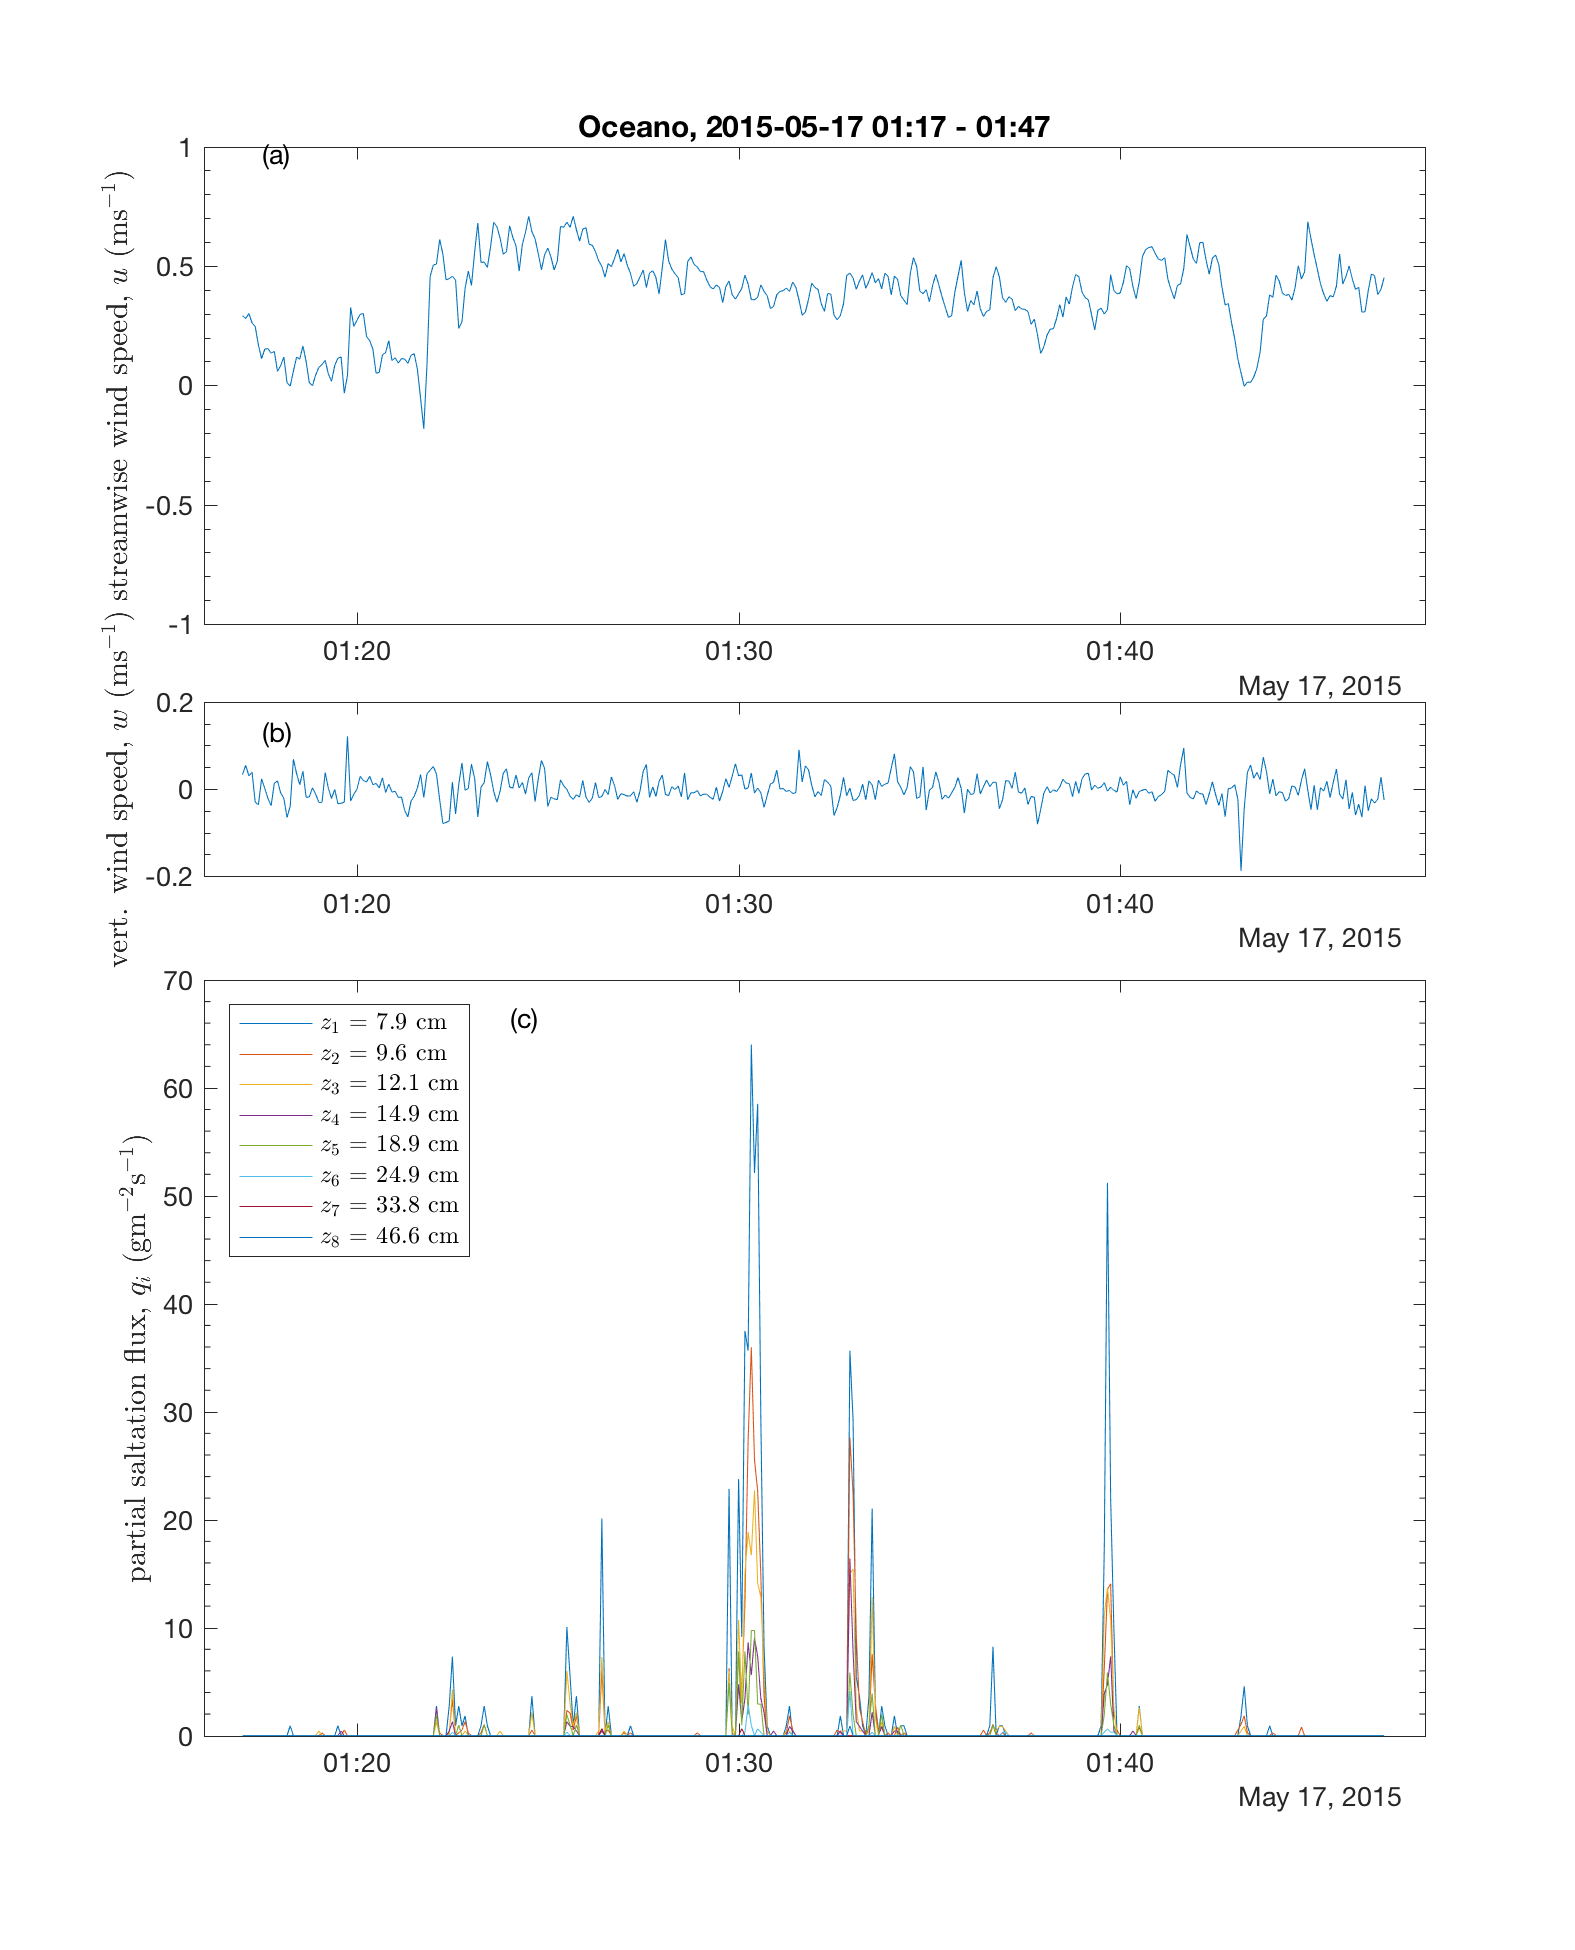 Oceano, 2015-05-17 01:17 - 01:47
(a)
1
0.5
0
-0.5
-1
streamwise wind speed, u (ms⁻¹)
01:20 01:30 01:40
May 17, 2015
(b)
0.2
0
-0.2
vert. wind speed, w (ms⁻¹)
01:20 01:30 01:40
May 17, 2015
(c)
70
60
50
40
30
20
10
0
partial saltation flux, qᵢ (gm⁻²s⁻¹)
z₁ = 7.9 cm
z₂ = 9.6 cm
z₃ = 12.1 cm
z₄ = 14.9 cm
z₅ = 18.9 cm
z₆ = 24.9 cm
z₇ = 33.8 cm
z₈ = 46.6 cm
01:20 01:30 01:40
May 17, 2015